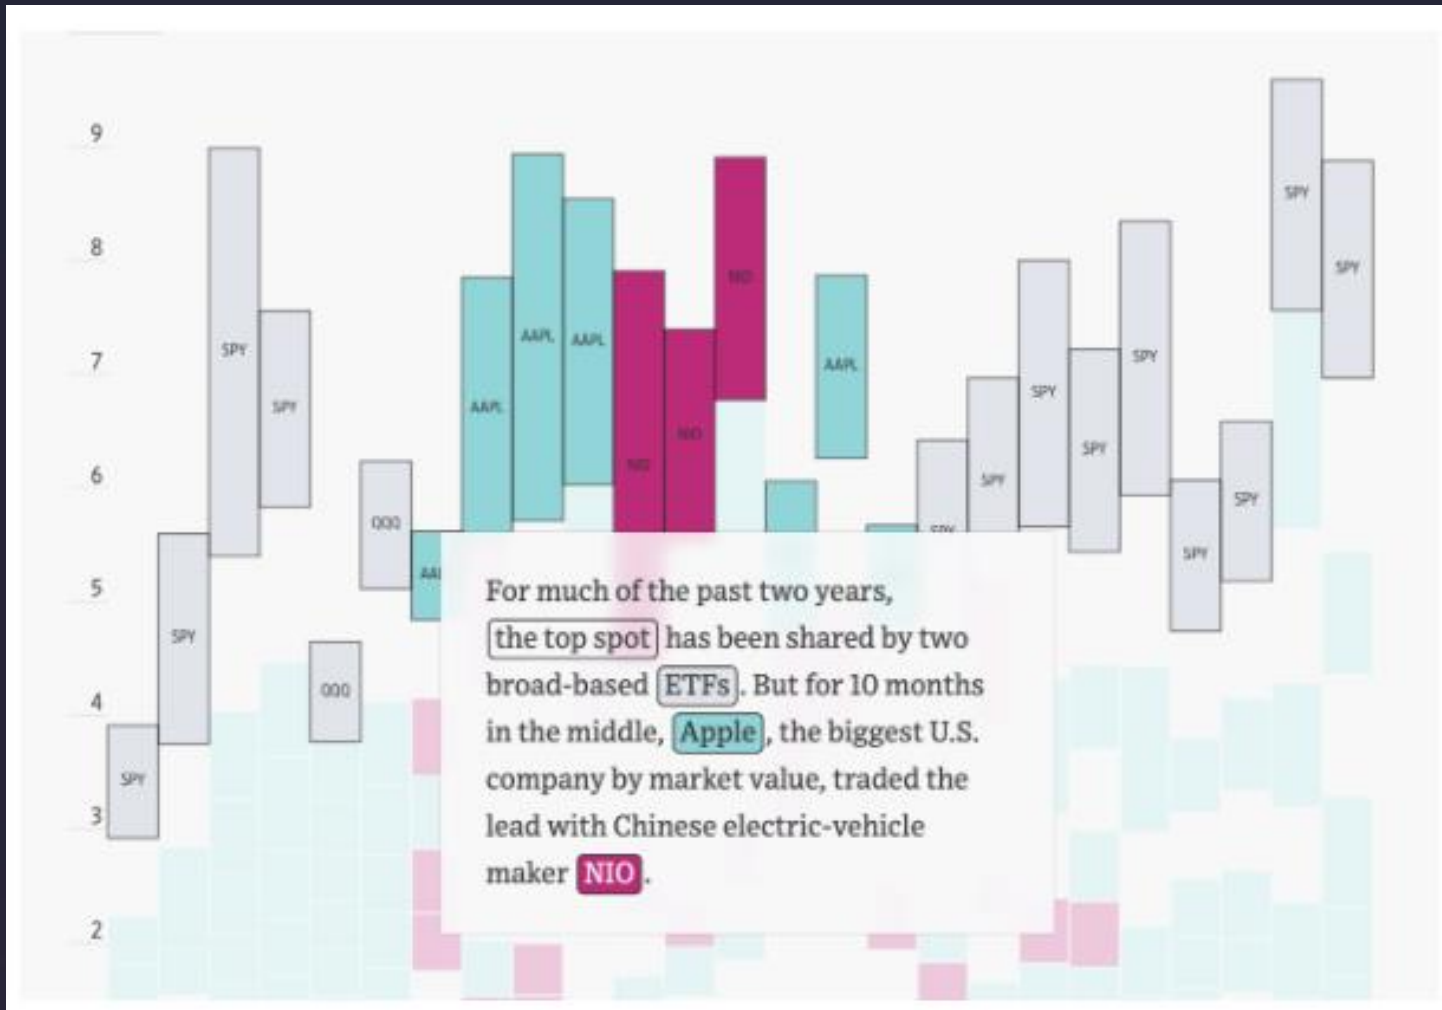 9
SPY
SPY
8
SPY
NIO
SPY
7
SPY
AAPL
AAPL
AAPL
SPY
AAPL
SPY
SPY
NIO
SPY
6
NIO
SPY
SPY
QQQ
SPY
SPY
5
For much of the past two years,
SPY
the top spot has been shared by two
QQQ
broad-based ETFs. But for 10 months
4
in the middle, Apple, the biggest U.S.
SPY
company by market value, traded the
3
lead with Chinese electric-vehicle
maker NIO.
2